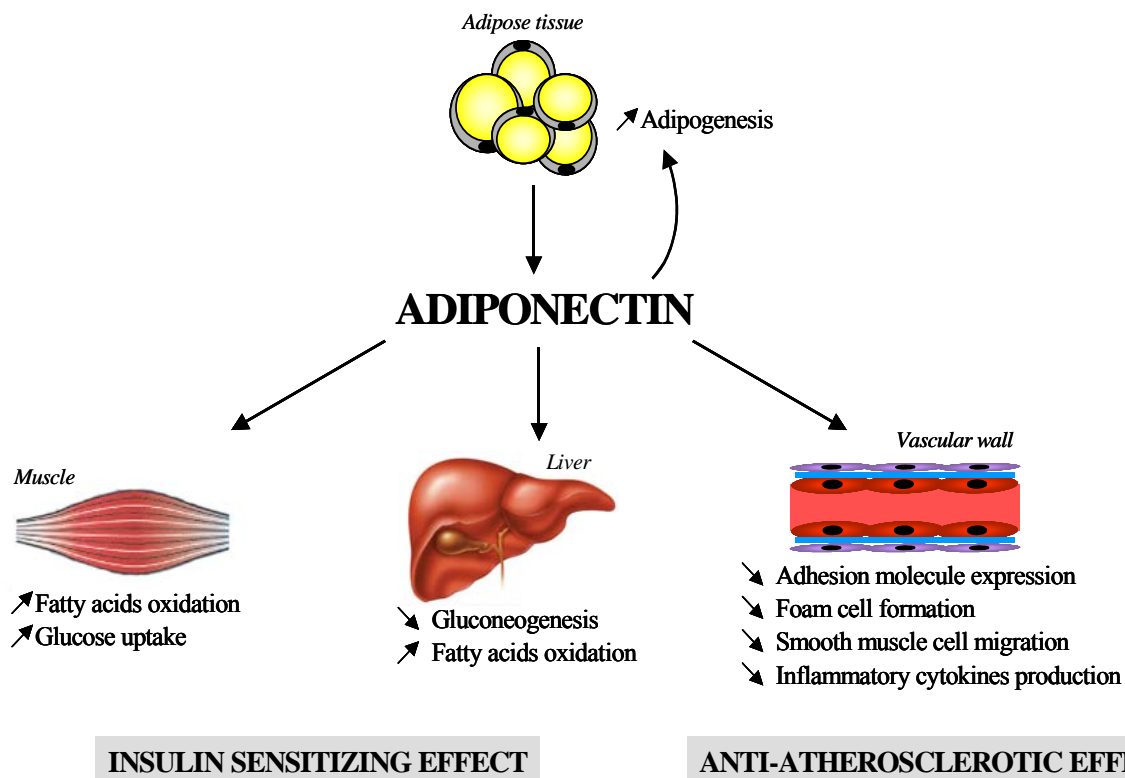 Adipose tissue
↗ Adipogenesis
ADIPONECTIN
Muscle
↗ Fatty acids oxidation
↗ Glucose uptake
Liver
↘ Gluconeogenesis
↗ Fatty acids oxidation
Vascular wall
↘ Adhesion molecule expression
↘ Foam cell formation
↘ Smooth muscle cell migration
↘ Inflammatory cytokines production
INSULIN SENSITIZING EFFECT
ANTI-ATHEROSCLEROTIC